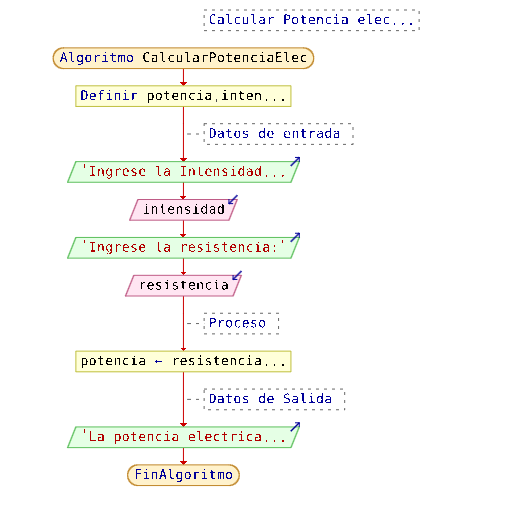 Calcular Potencia elec...
Algoritmo CalcularPotenciaElec
Definir potencia,inten...
Datos de entrada
'Ingrese la Intensidad...
intensidad
'Ingrese la resistencia:'
resistencia
Proceso
potencia ← resistencia...
Datos de Salida
'La potencia electrica...
FinAlgoritmo